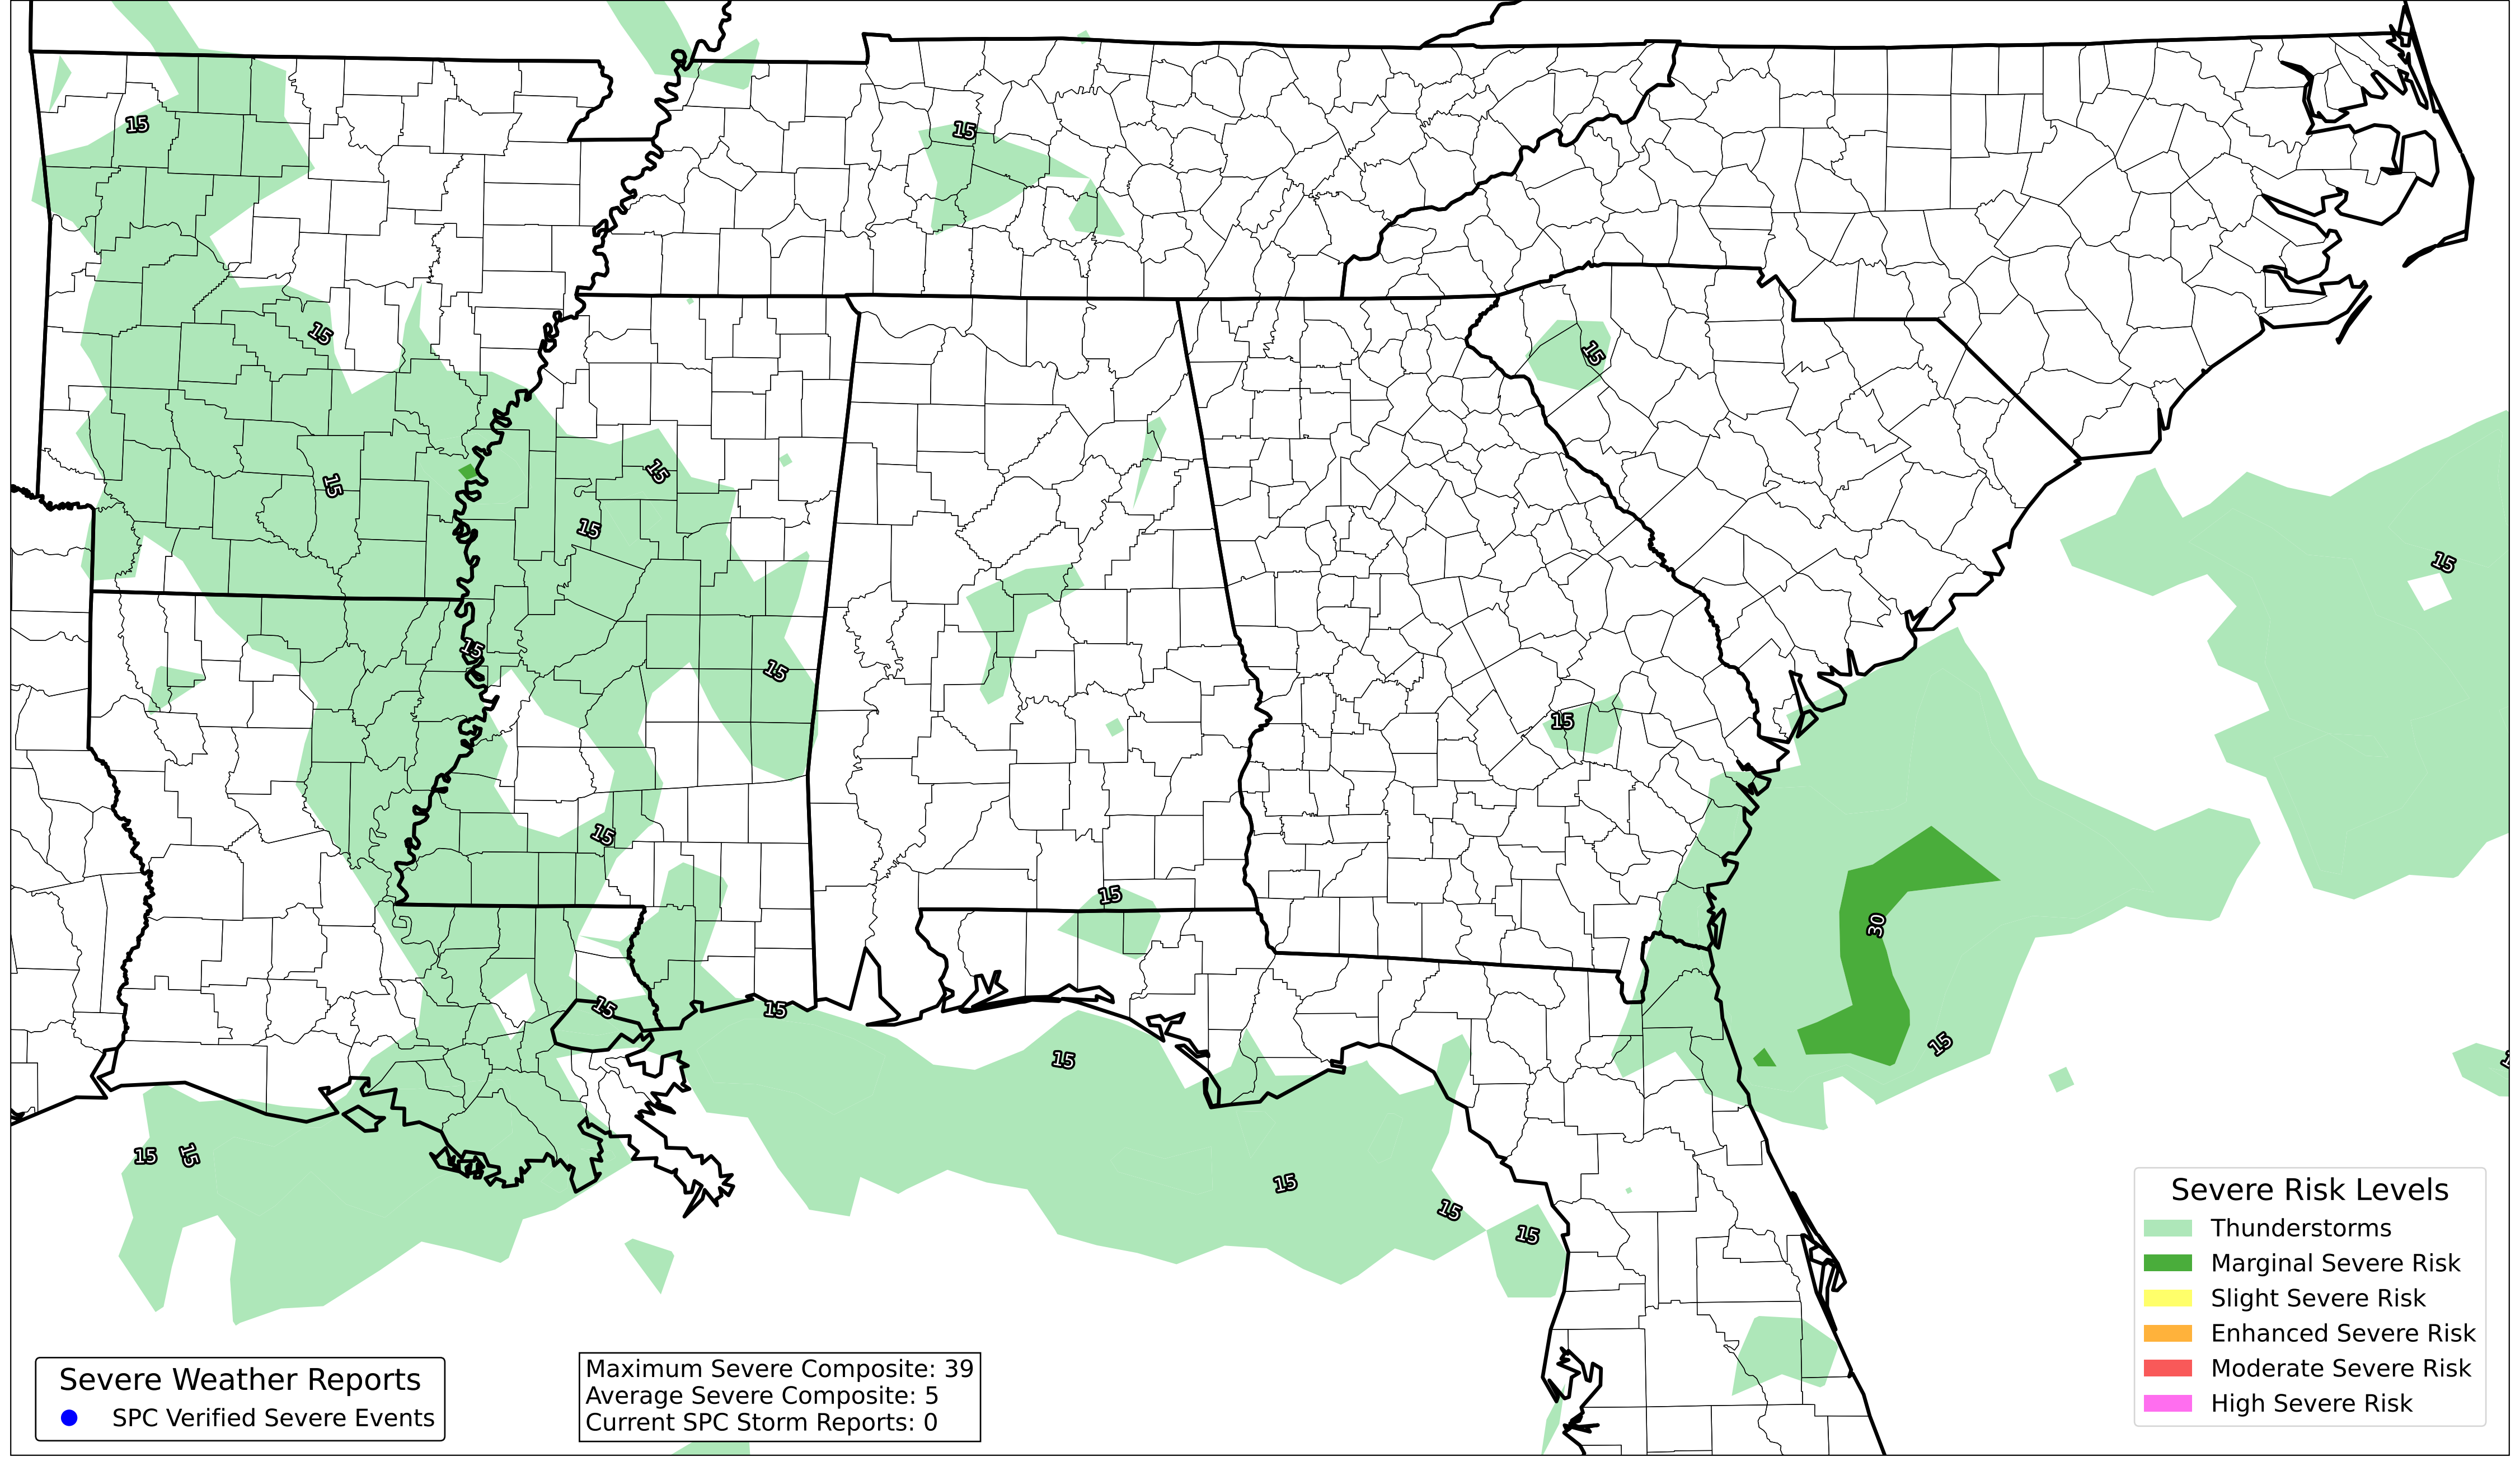 15
15
15
15
15
15
15
15
15
15
15
15
15
30
15
15
15
15
15
15
15
15
15
Severe Risk Levels
Thunderstorms
Marginal Severe Risk
Slight Severe Risk
Enhanced Severe Risk
Moderate Severe Risk
High Severe Risk
Severe Weather Reports
SPC Verified Severe Events
Maximum Severe Composite: 39
Average Severe Composite: 5
Current SPC Storm Reports: 0